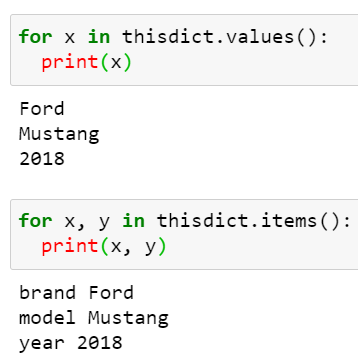 for x in thisdict.values():
  print(x)
Ford
Mustang
2018
for x, y in thisdict.items():
  print(x, y)
brand Ford
model Mustang
year 2018